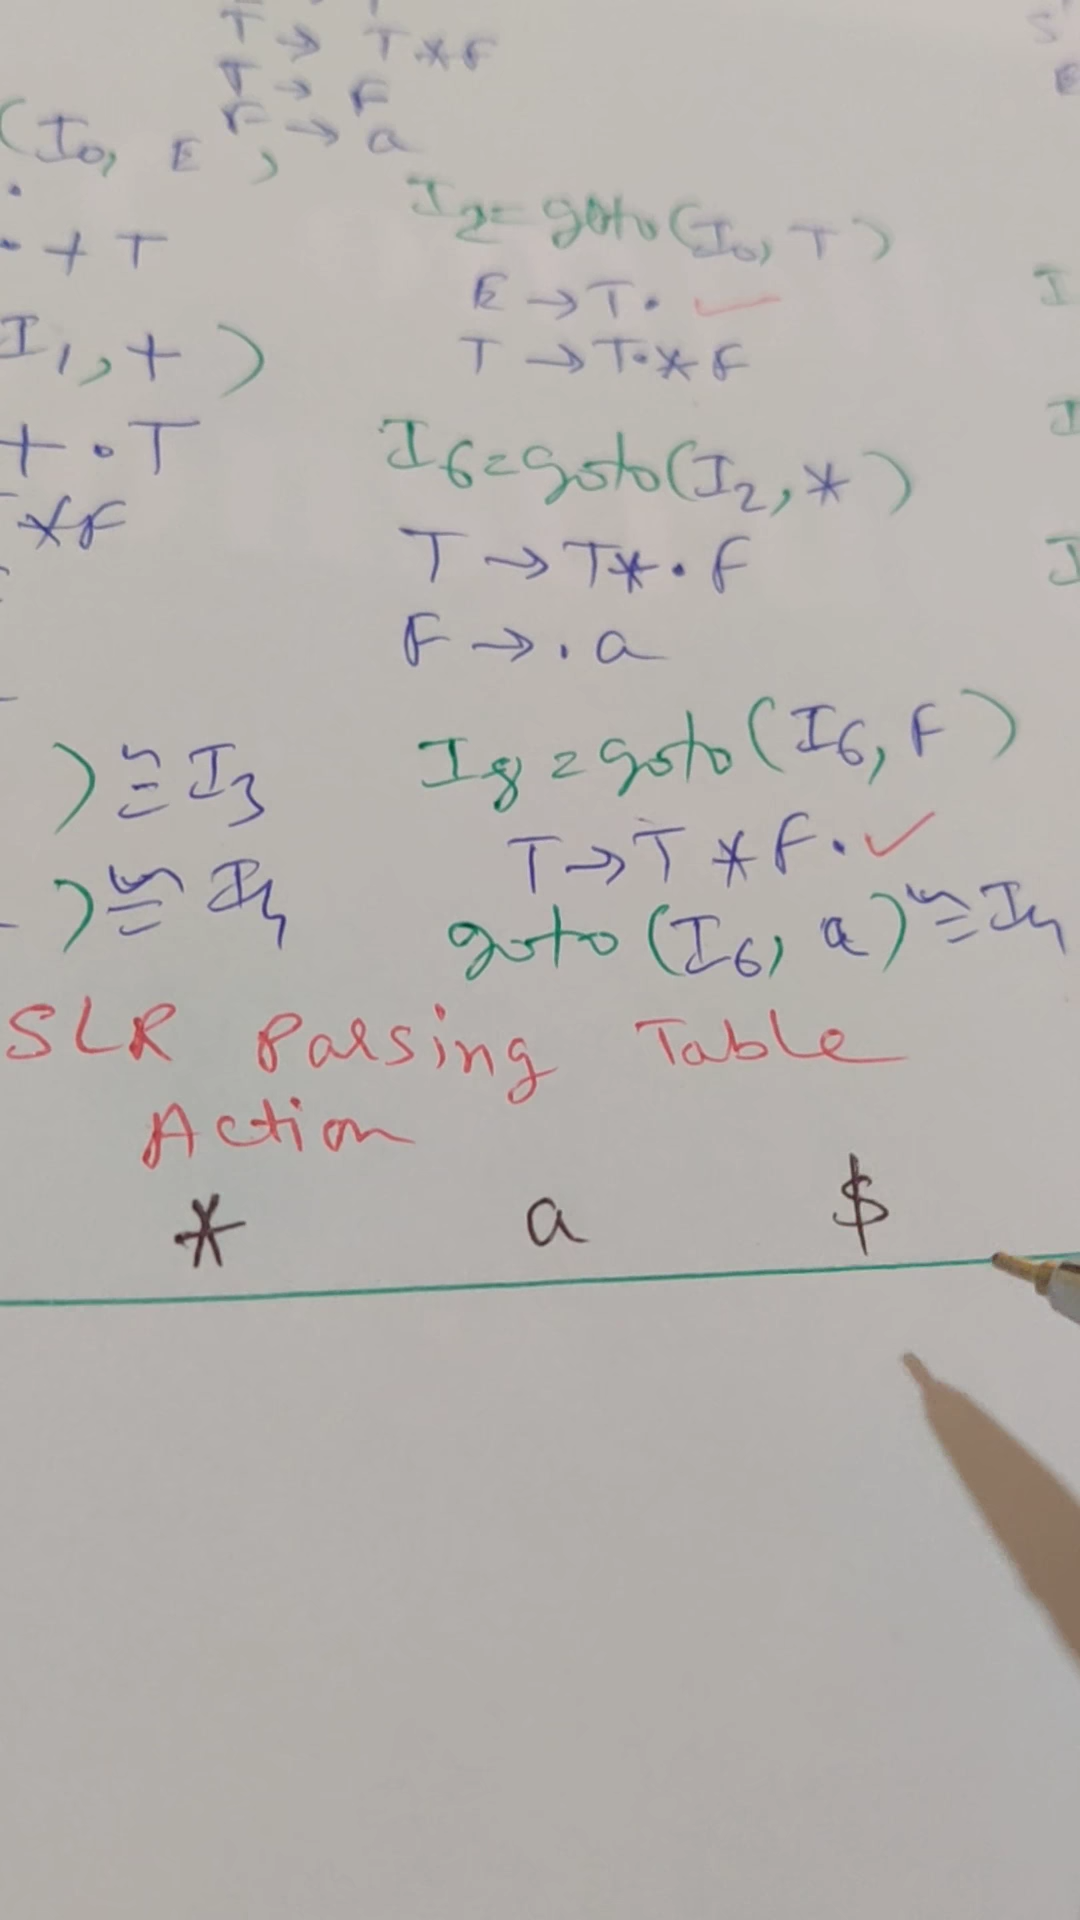 T → T * F
T → F
F → a
(I0, E )
.
. + T
I1, + )
+ . T
* F
) ≅ I3
) ≅ I4
I2 = goto(I0, T)
E → T. ✓
T → T. * F
I6 = goto(I2, *)
T → T * . F
F → . a
I8 = goto(I6, F)
T → T * F. ✓
goto (I6, a) ≅ I4
S'
E
I
I
I
SLR Parsing Table
Action
* a $